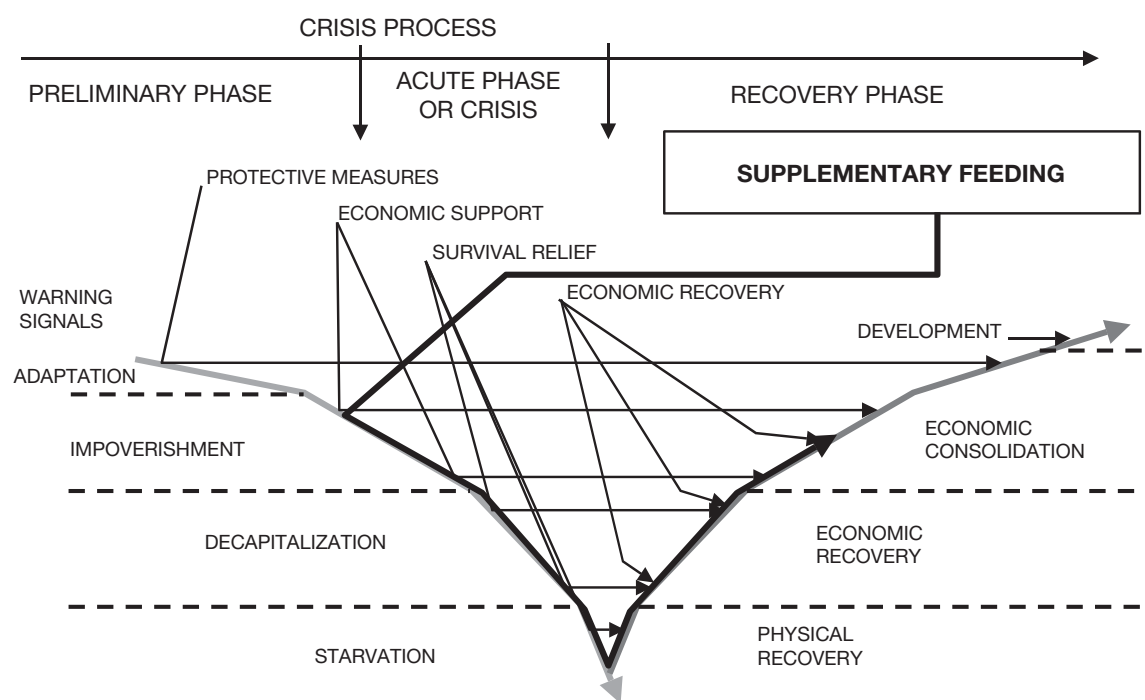 CRISIS PROCESS
PRELIMINARY PHASE
ACUTE PHASE
OR CRISIS
RECOVERY PHASE
SUPPLEMENTARY FEEDING
PROTECTIVE MEASURES
ECONOMIC SUPPORT
SURVIVAL RELIEF
ECONOMIC RECOVERY
WARNING
SIGNALS
DEVELOPMENT
ADAPTATION
IMPOVERISHMENT
ECONOMIC
CONSOLIDATION
DECAPITALIZATION
ECONOMIC
RECOVERY
STARVATION
PHYSICAL
RECOVERY